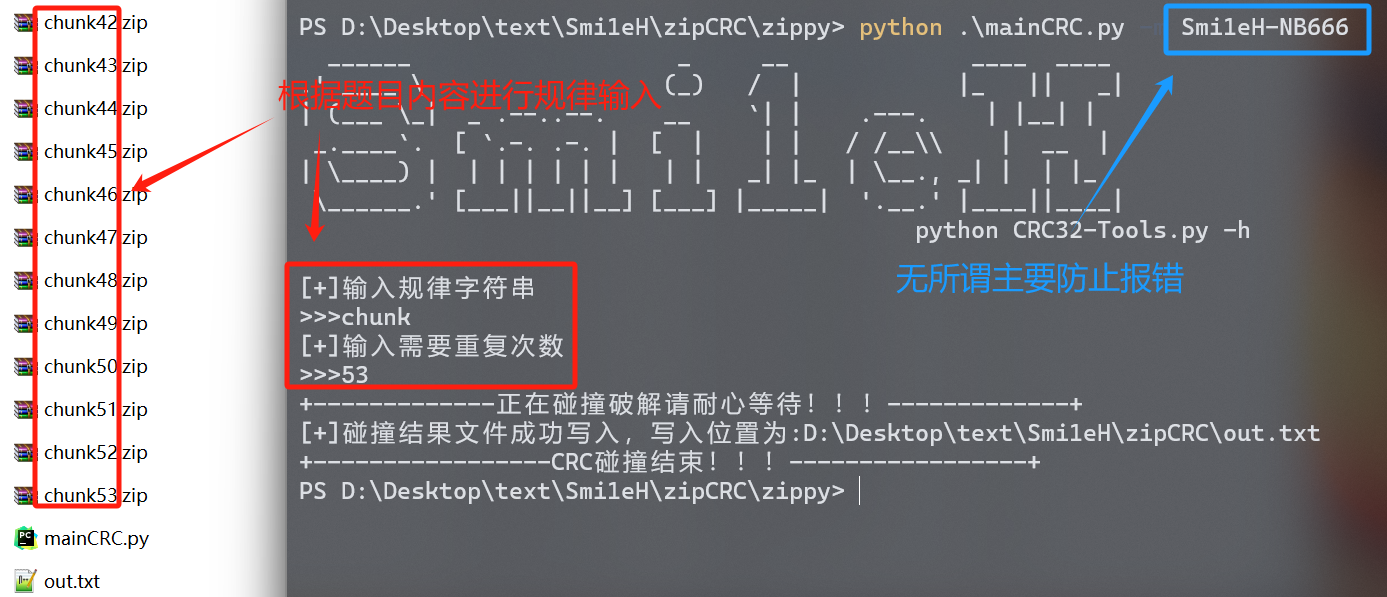 chunk42.zip
chunk43.zip
chunk44.zip
chunk45.zip
chunk46.zip
chunk47.zip
chunk48.zip
chunk49.zip
chunk50.zip
chunk51.zip
chunk52.zip
chunk53.zip
mainCRC.py
out.txt
PS D:\Desktop\text\Smi1eH\zipCRC\zippy> python .\mainCRC.py Smi1eH-NB666
根据题目内容进行规律输入
python CRC32-Tools.py -h
无所谓主要防止报错
[+]输入规律字符串
>>>chunk
[+]输入需要重复次数
>>>53
+-------------正在碰撞破解请耐心等待！！！-------------+
[+]碰撞结果文件成功写入，写入位置为:D:\Desktop\text\Smi1eH\zipCRC\out.txt
+-----------------CRC碰撞结束！！！-----------------+
PS D:\Desktop\text\Smi1eH\zipCRC\zippy>